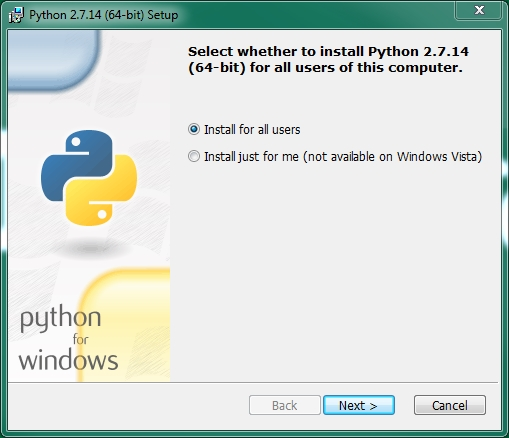 Python 2.7.14 (64-bit) Setup
Select whether to install Python 2.7.14
(64-bit) for all users of this computer.
Install for all users
Install just for me (not available on Windows Vista)
python
for
windows
Back
Next >
Cancel